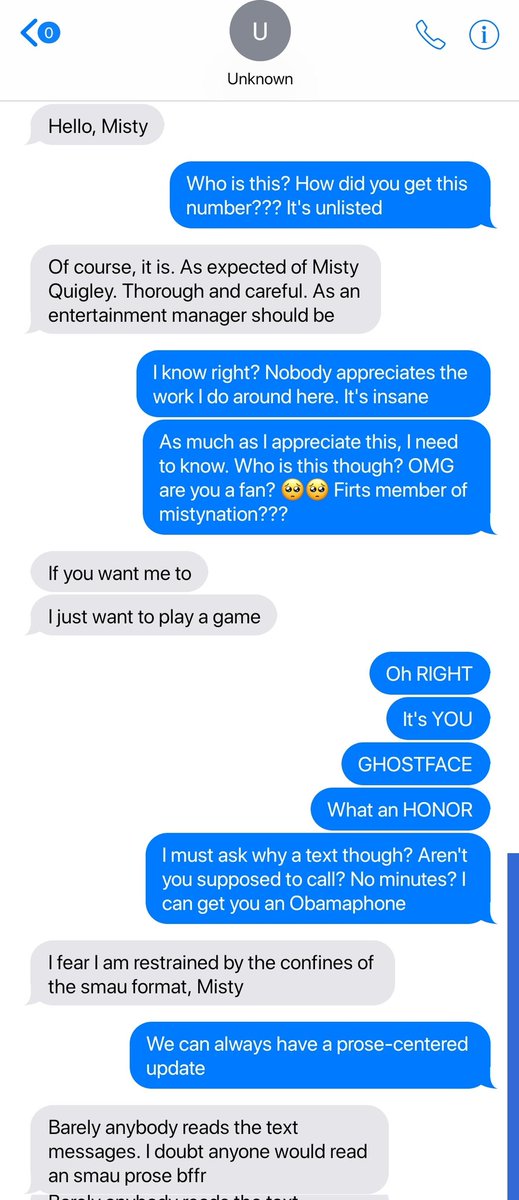 0
U
Unknown
Hello, Misty
Who is this? How did you get this
number??? It's unlisted
Of course, it is. As expected of Misty
Quigley. Thorough and careful. As an
entertainment manager should be
I know right? Nobody appreciates the
work I do around here. It's insane
As much as I appreciate this, I need
to know. Who is this though? OMG
are you a fan? 🥺🥺 Firts member of
mistynation???
If you want me to
I just want to play a game
Oh RIGHT
It's YOU
GHOSTFACE
What an HONOR
I must ask why a text though? Aren't
you supposed to call? No minutes? I
can get you an Obamaphone
I fear I am restrained by the confines of
the smau format, Misty
We can always have a prose-centered
update
Barely anybody reads the text
messages. I doubt anyone would read
an smau prose bffr
Barely anybody reads the text